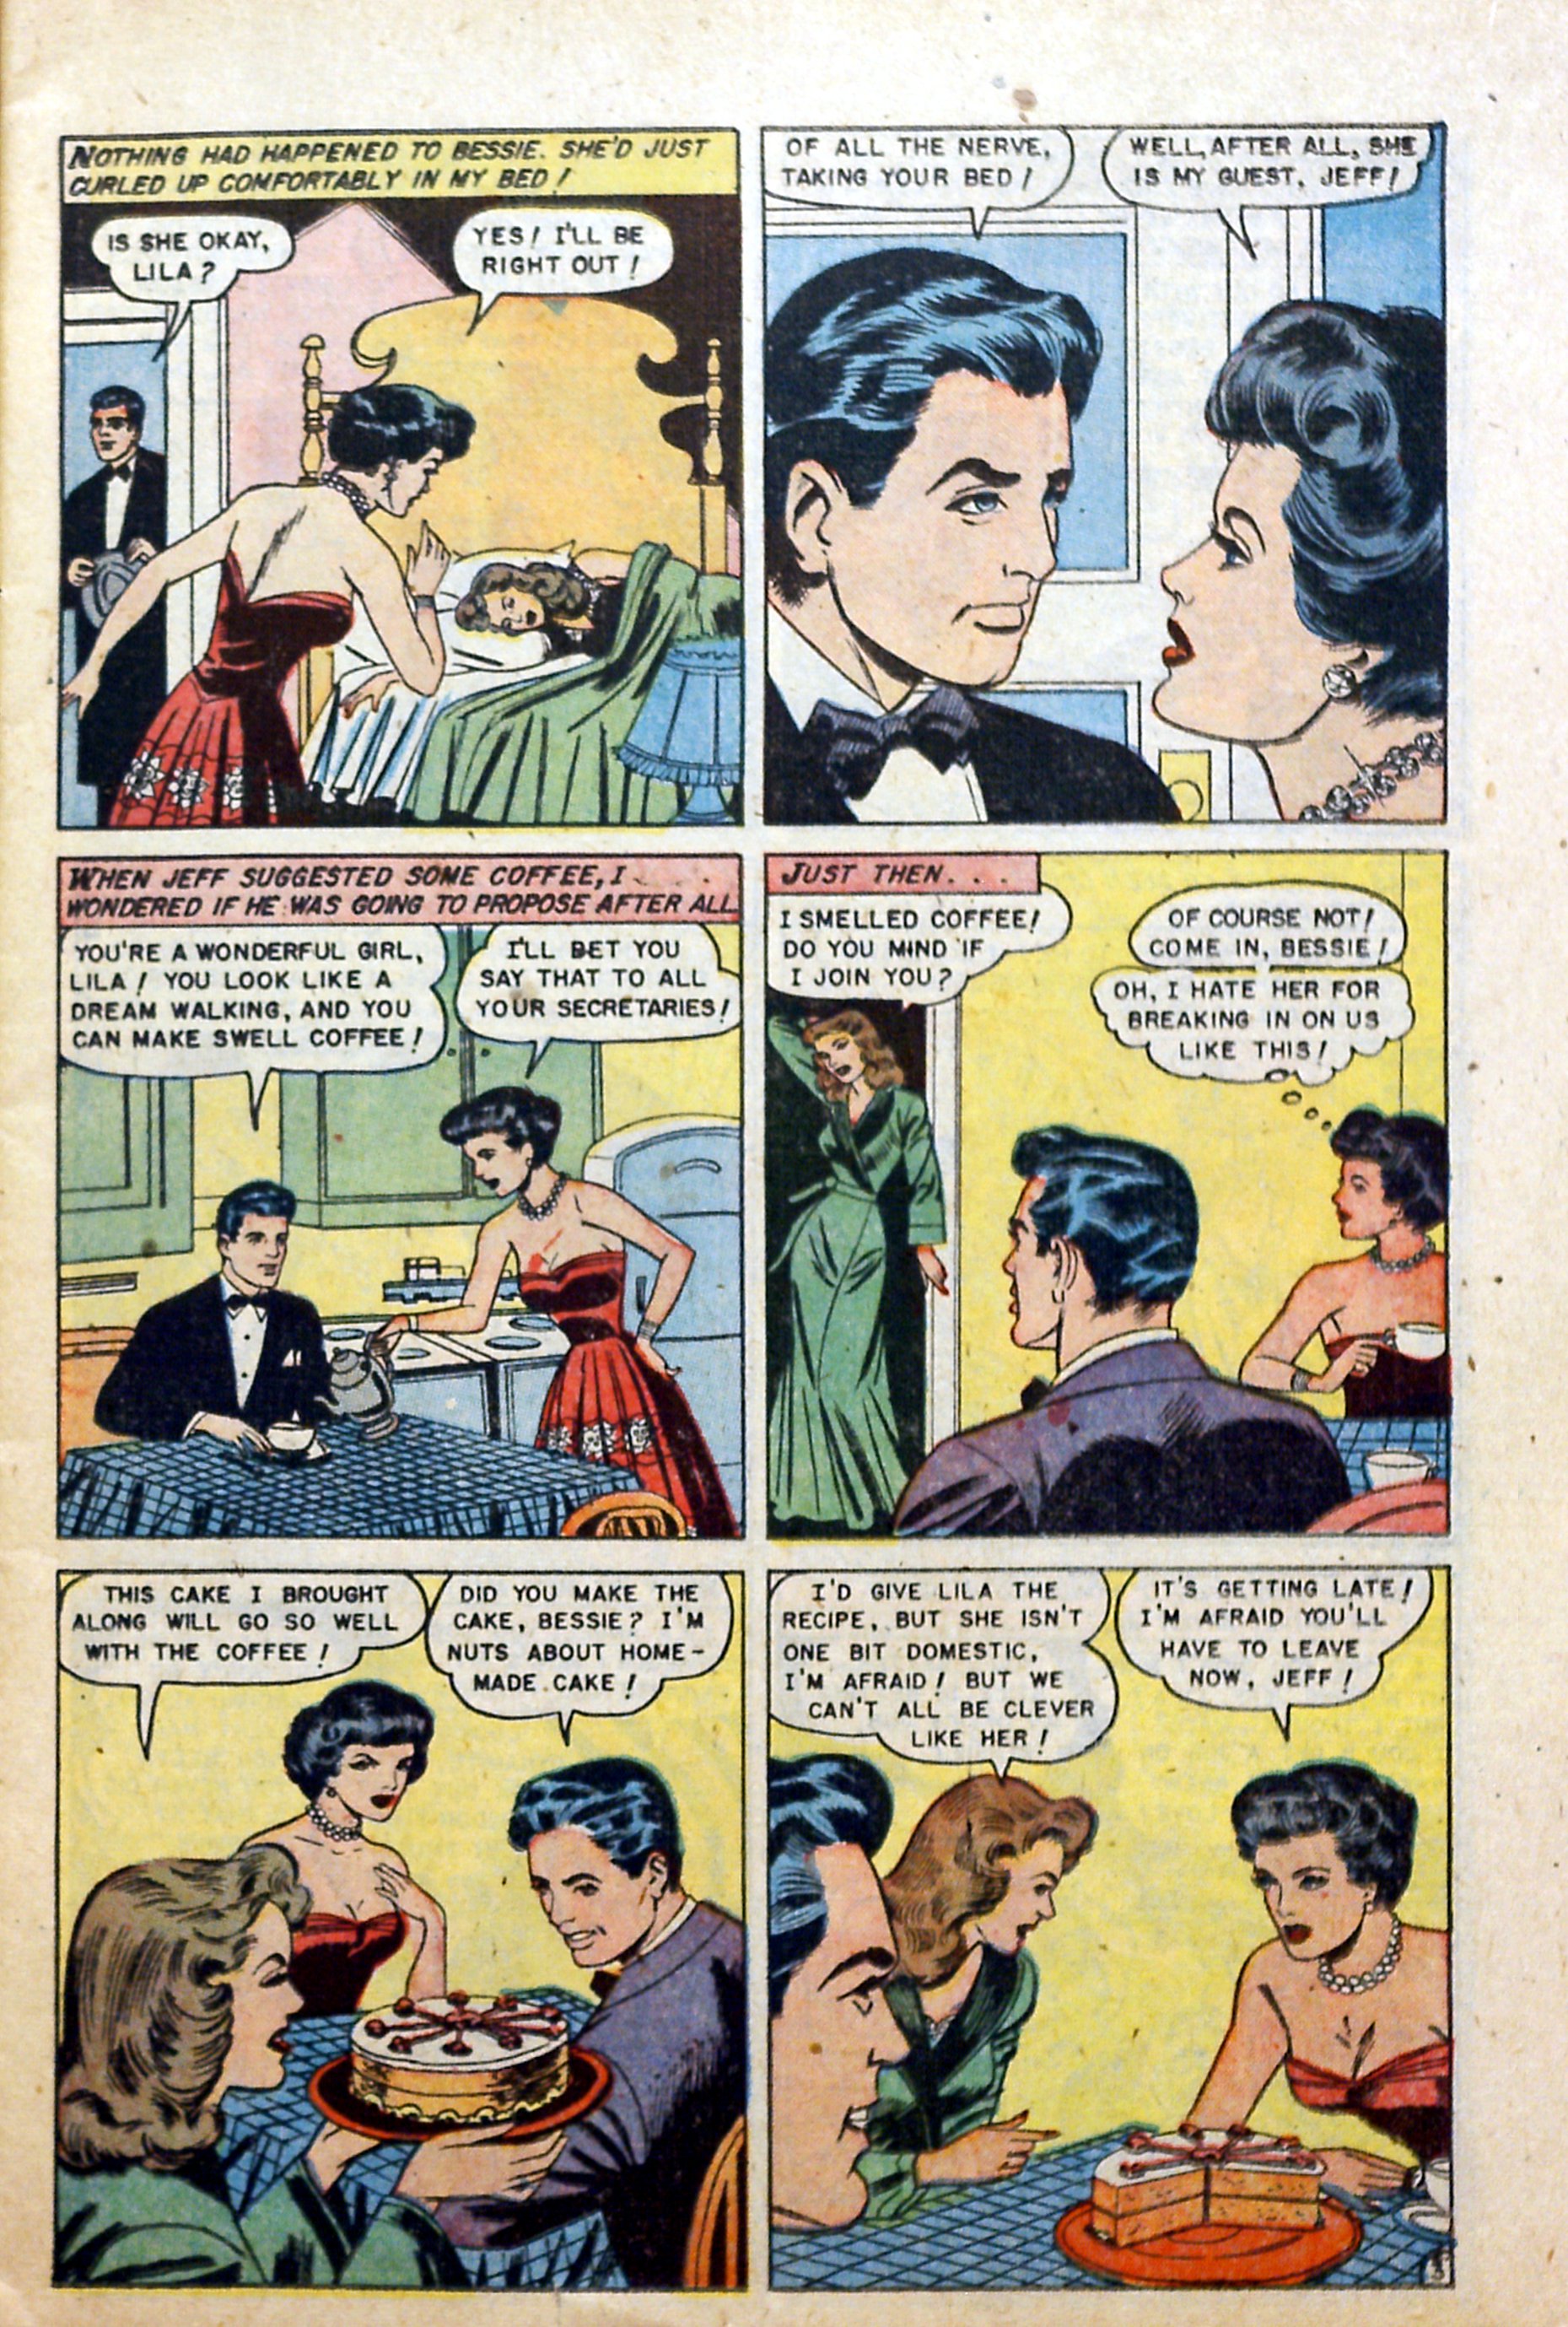 NOTHING HAD HAPPENED TO BESSIE. SHE'D JUST
CURLED UP COMFORTABLY IN MY BED!
IS SHE OKAY,
LILA?
YES! I'LL BE
RIGHT OUT!
OF ALL THE NERVE,
TAKING YOUR BED!
WELL, AFTER ALL, SHE
IS MY GUEST, JEFF!
WHEN JEFF SUGGESTED SOME COFFEE, I
WONDERED IF HE WAS GOING TO PROPOSE AFTER ALL
YOU'RE A WONDERFUL GIRL,
LILA! YOU LOOK LIKE A
DREAM WALKING, AND YOU
CAN MAKE SWELL COFFEE!
I'LL BET YOU
SAY THAT TO ALL
YOUR SECRETARIES!
JUST THEN...
I SMELLED COFFEE!
DO YOU MIND IF
I JOIN YOU?
OF COURSE NOT!
COME IN, BESSIE!
OH, I HATE HER FOR
BREAKING IN ON US
LIKE THIS!
THIS CAKE I BROUGHT
ALONG WILL GO SO WELL
WITH THE COFFEE!
DID YOU MAKE THE
CAKE, BESSIE? I'M
NUTS ABOUT HOME-
MADE CAKE!
I'D GIVE LILA THE
RECIPE, BUT SHE ISN'T
ONE BIT DOMESTIC,
I'M AFRAID! BUT WE
CAN'T ALL BE CLEVER
LIKE HER!
IT'S GETTING LATE!
I'M AFRAID YOU'LL
HAVE TO LEAVE
NOW, JEFF!